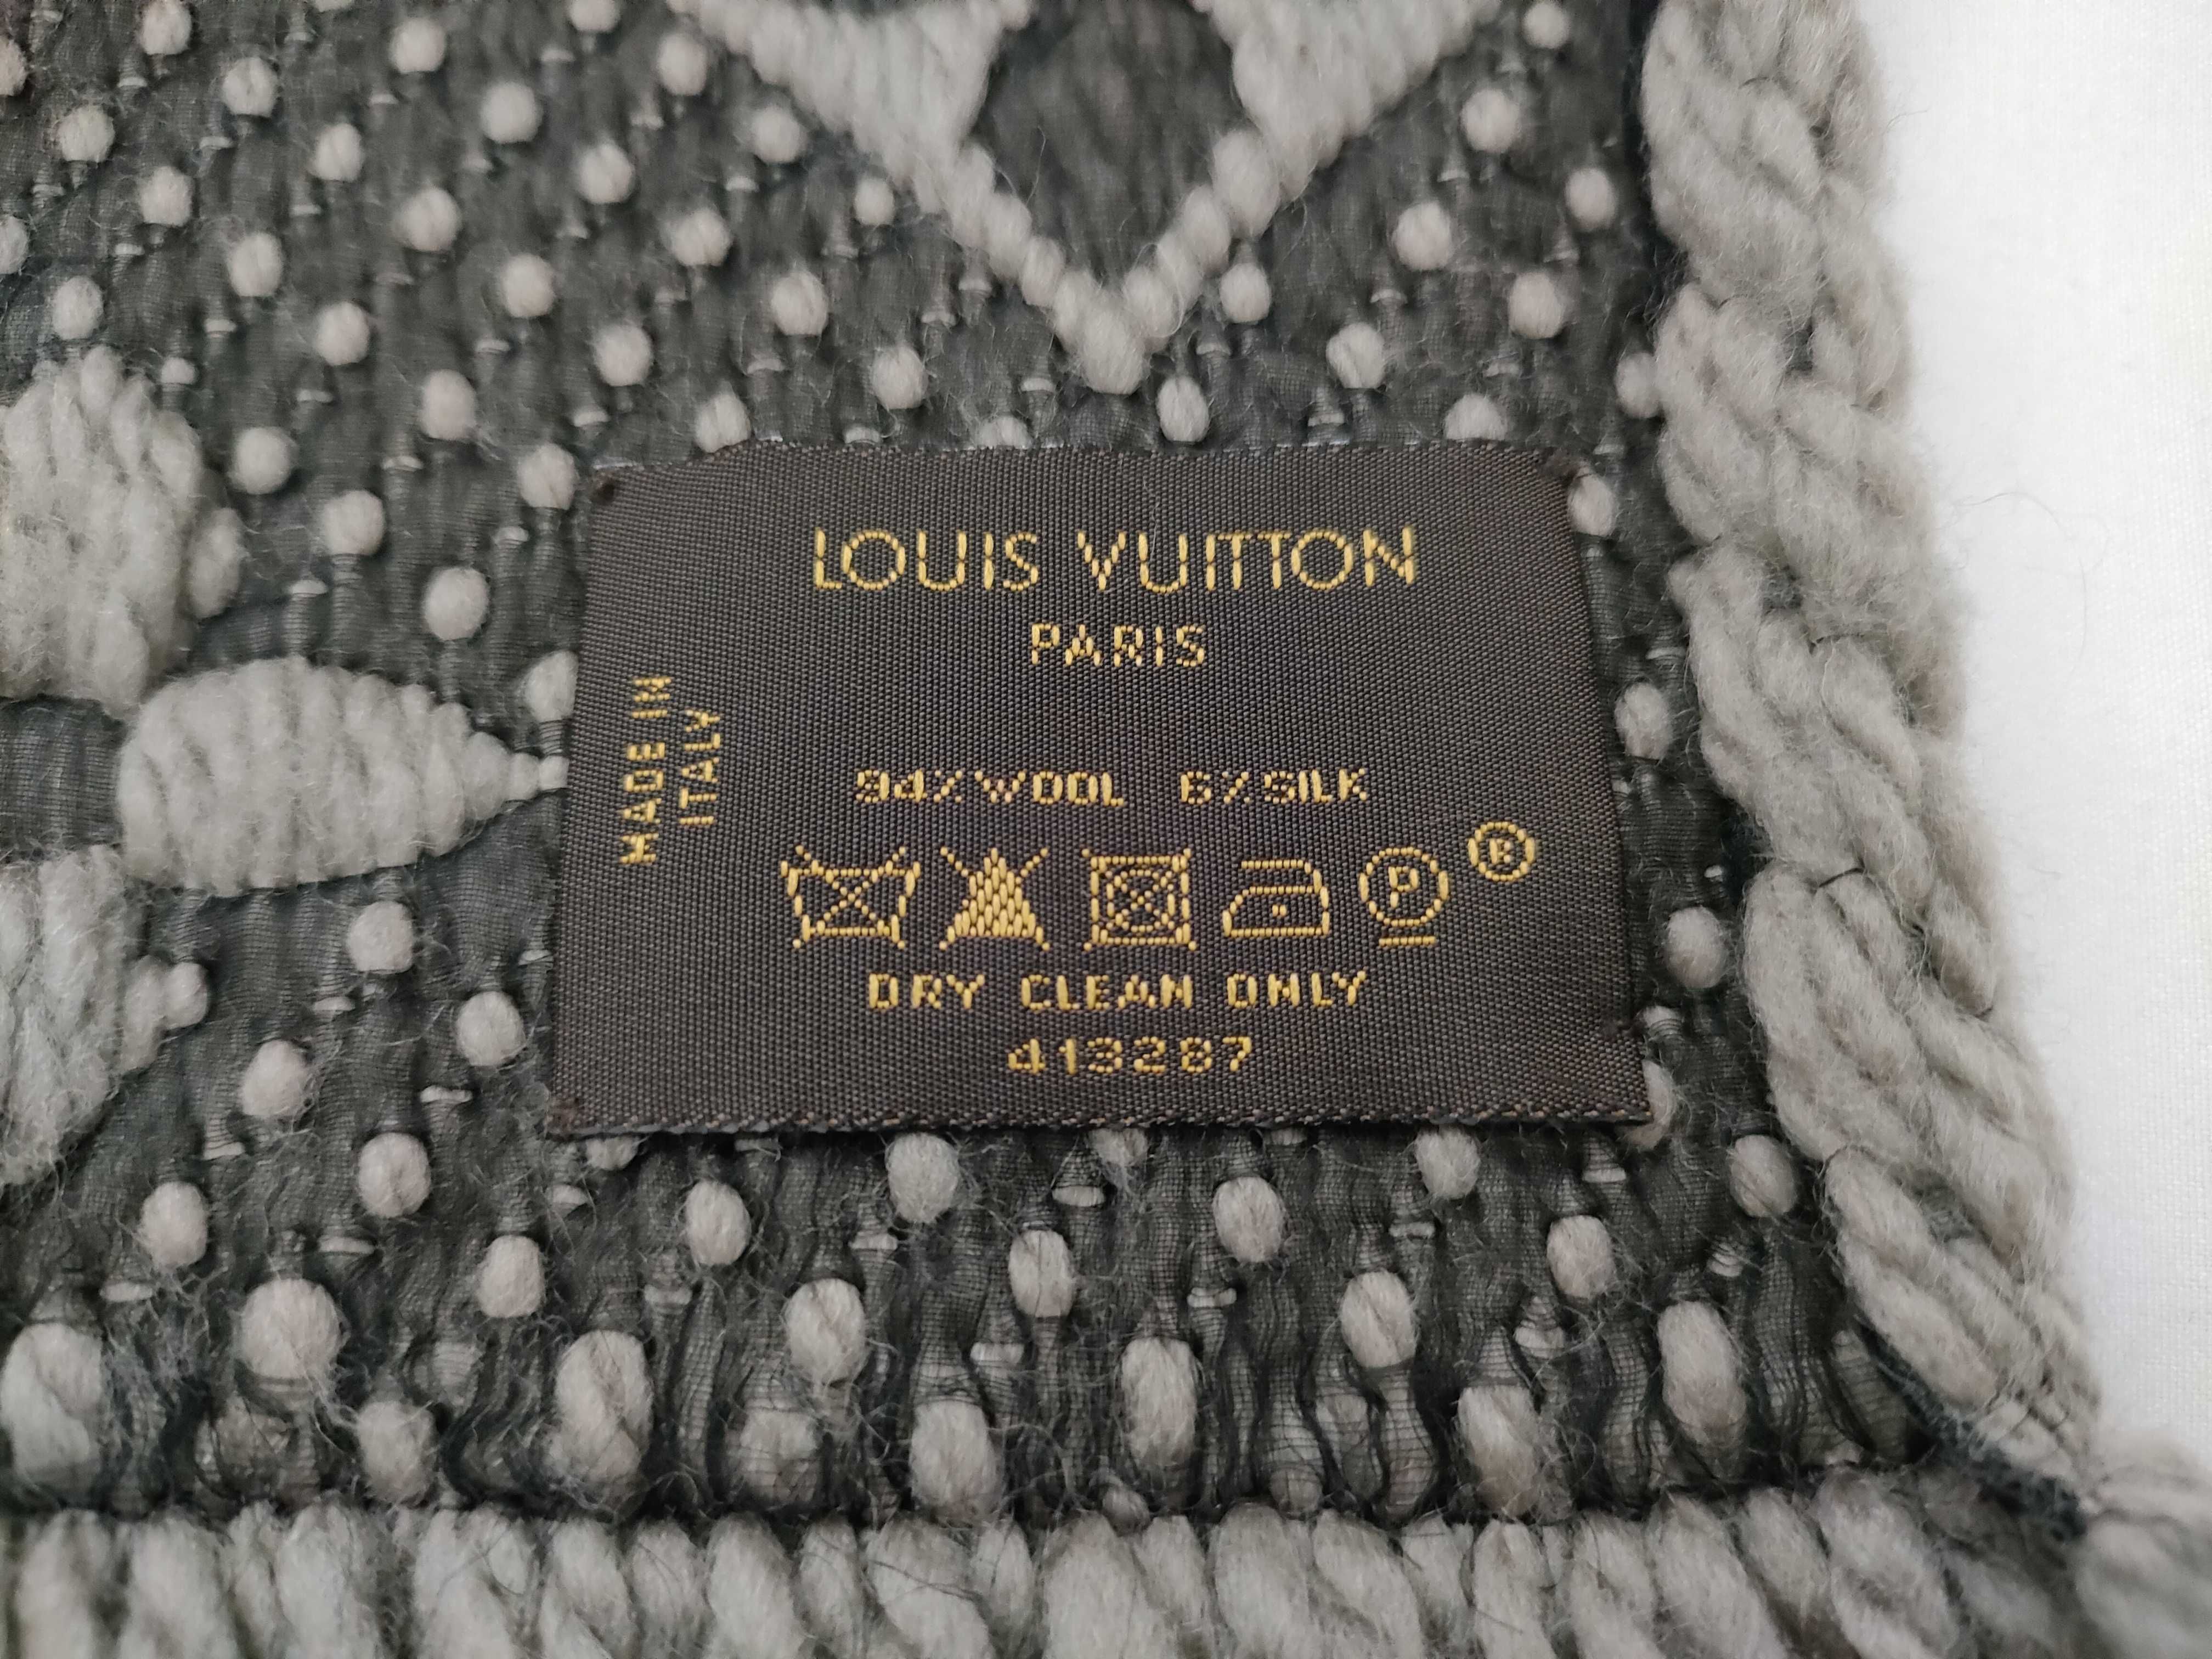 LOUIS VUITTON
PARIS
MADE IN
ITALY
94% WOOL 6% SILK
P
®
DRY CLEAN ONLY
413287